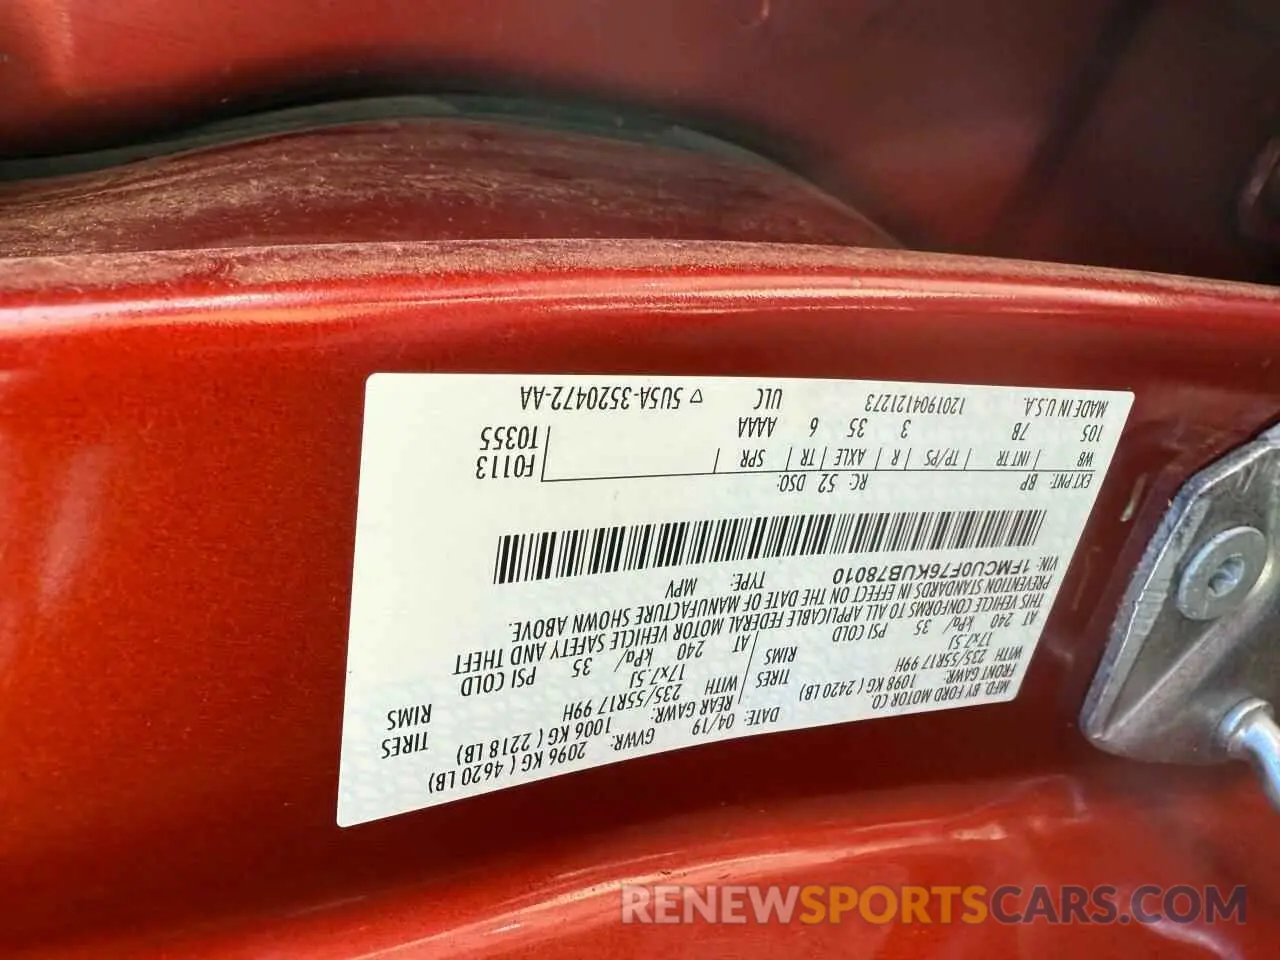 MFD. BY FORD MOTOR CO.
DATE: 04/19 GVWR: 2096 KG ( 4620 LB)
FRONT GAWR: 1098 KG ( 2420 LB) REAR GAWR: 1006 KG ( 2218 LB)
WITH 235/55R17 99H TIRES WITH 235/55R17 99H TIRES
17x7.5J RIMS 17x7.5J RIMS
AT 240 kPa/ 35 PSI COLD AT 240 kPa/ 35 PSI COLD
THIS VEHICLE CONFORMS TO ALL APPLICABLE FEDERAL MOTOR VEHICLE SAFETY AND THEFT
PREVENTION STANDARDS IN EFFECT ON THE DATE OF MANUFACTURE SHOWN ABOVE.
VIN: 1FMCU0F76KUB78010 TYPE: MPV
EXT PNT: BP RC: 52 DSO:
WB INT TR TP/PS R AXLE TR SPR
105 7B 3 35 6 AAAA
F0113
T0355
MADE IN U.S.A. 120190412173 ULC ▽ 5U5A-3520472-AA
RENEWSPORTSCARS.COM